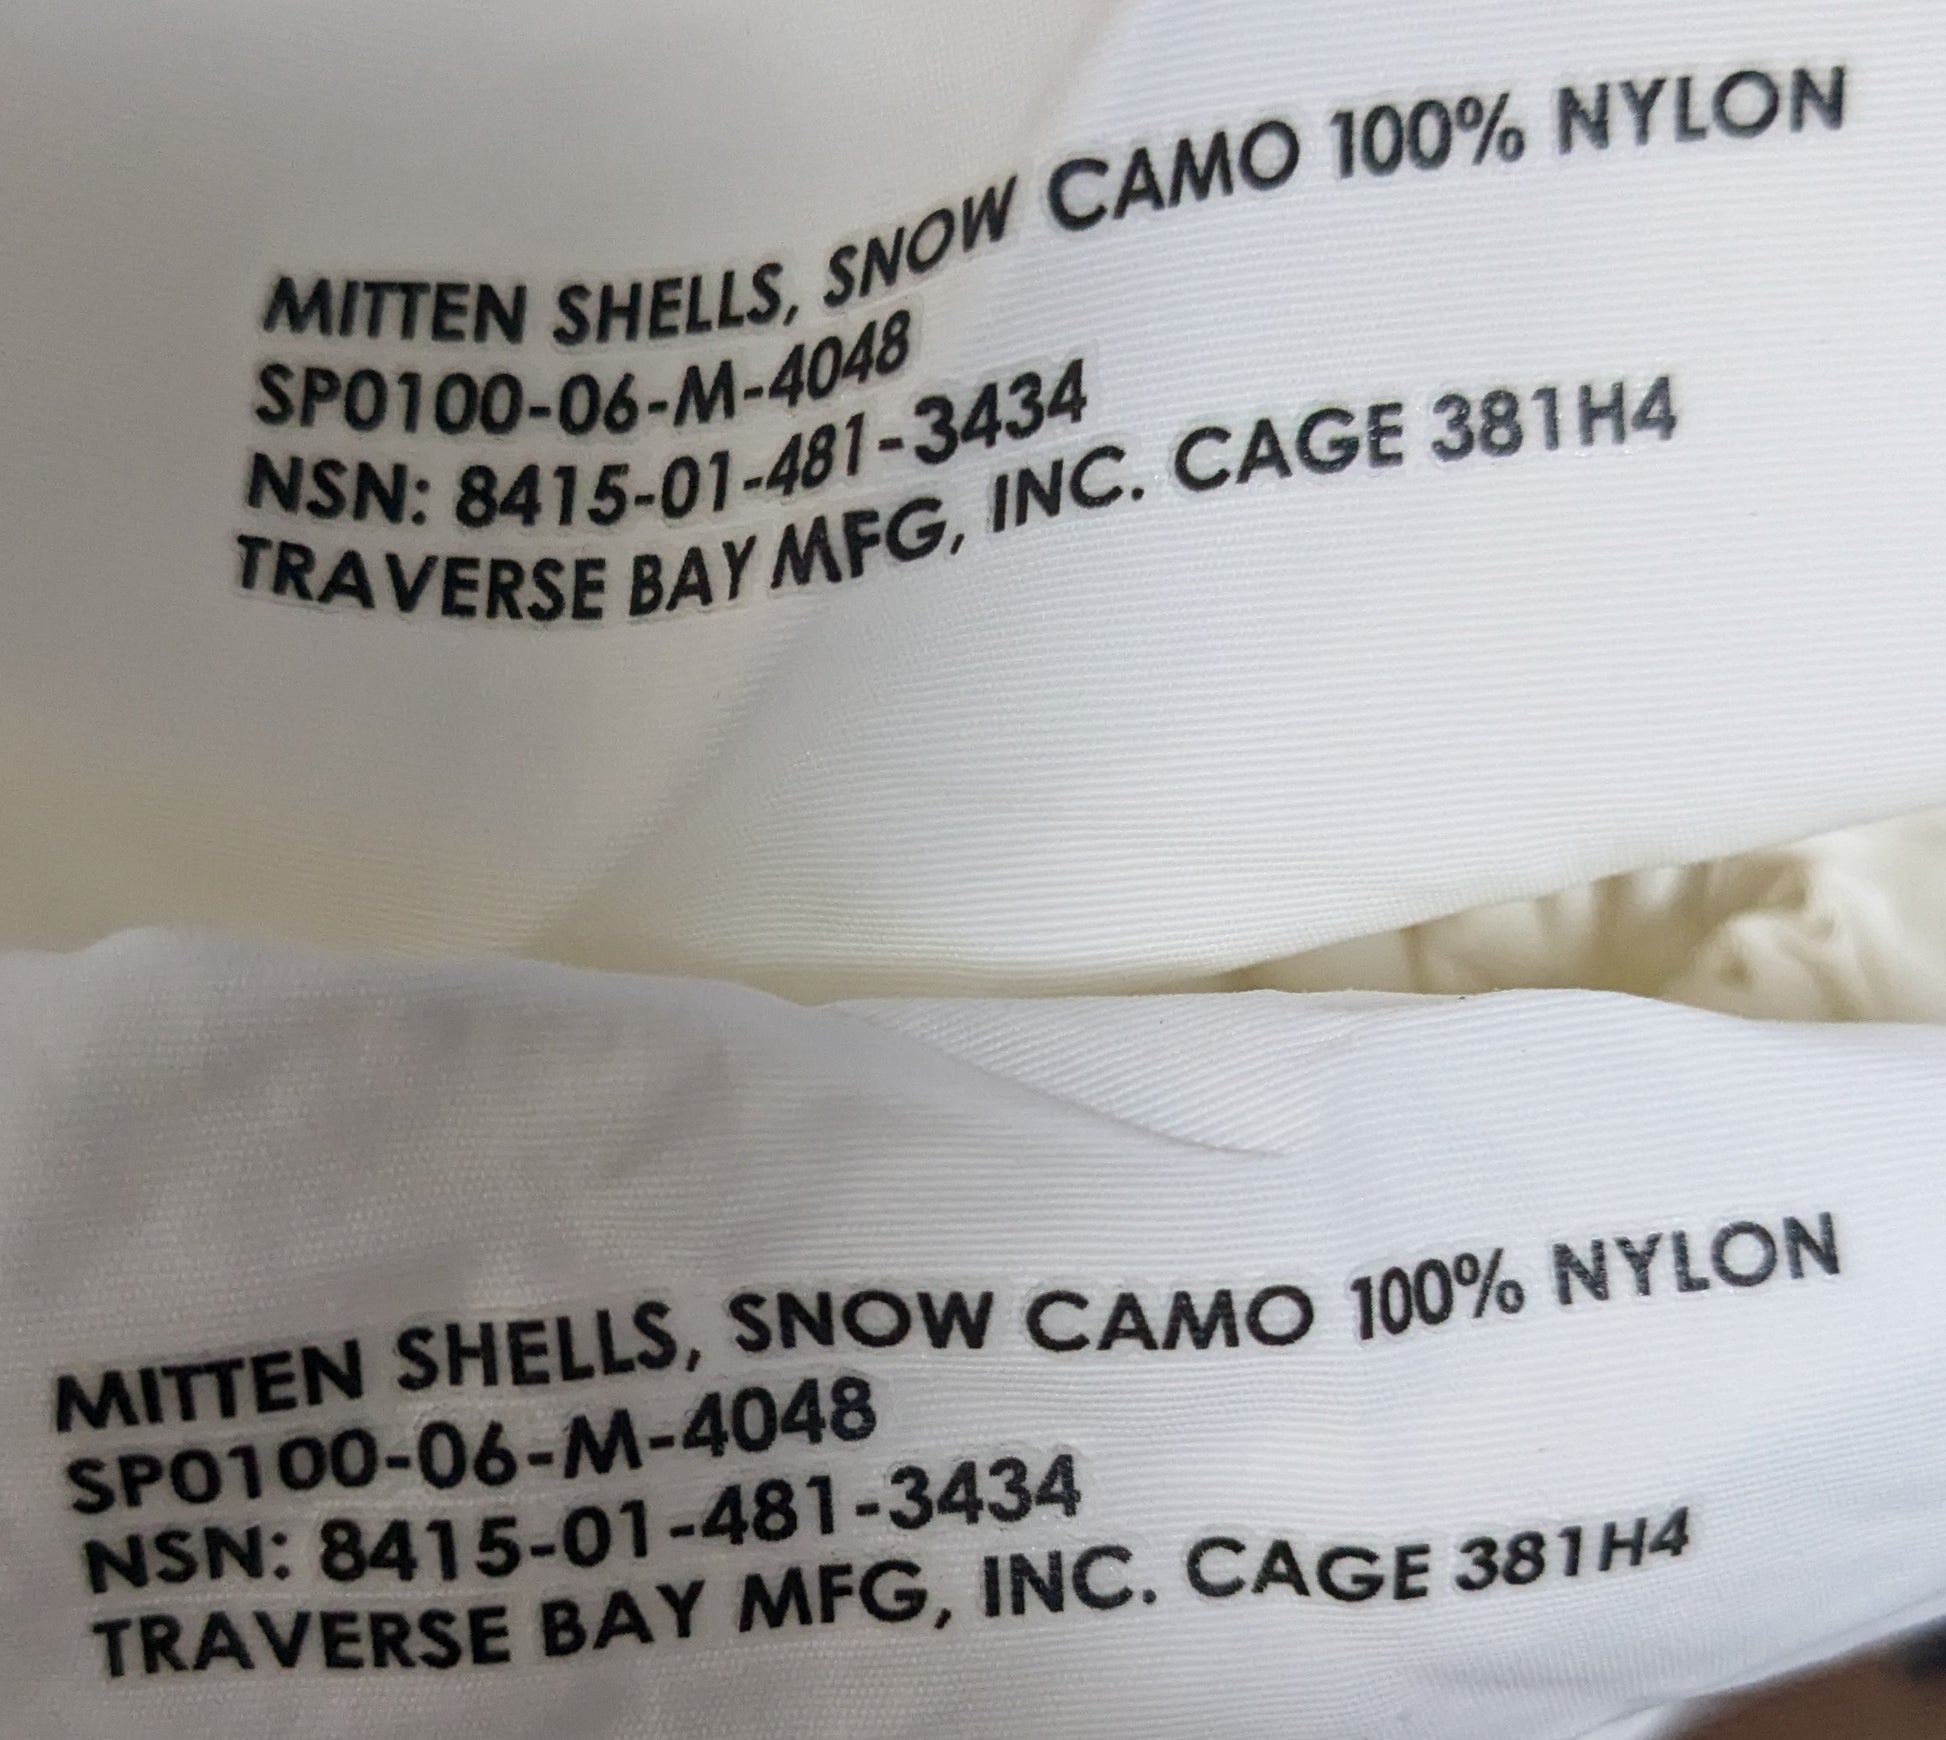 MITTEN SHELLS, SNOW CAMO 100% NYLON
SP0100-06-M-4048
NSN: 8415-01-481-3434
TRAVERSE BAY MFG, INC. CAGE 381H4
MITTEN SHELLS, SNOW CAMO 100% NYLON
SP0100-06-M-4048
NSN: 8415-01-481-3434
TRAVERSE BAY MFG, INC. CAGE 381H4